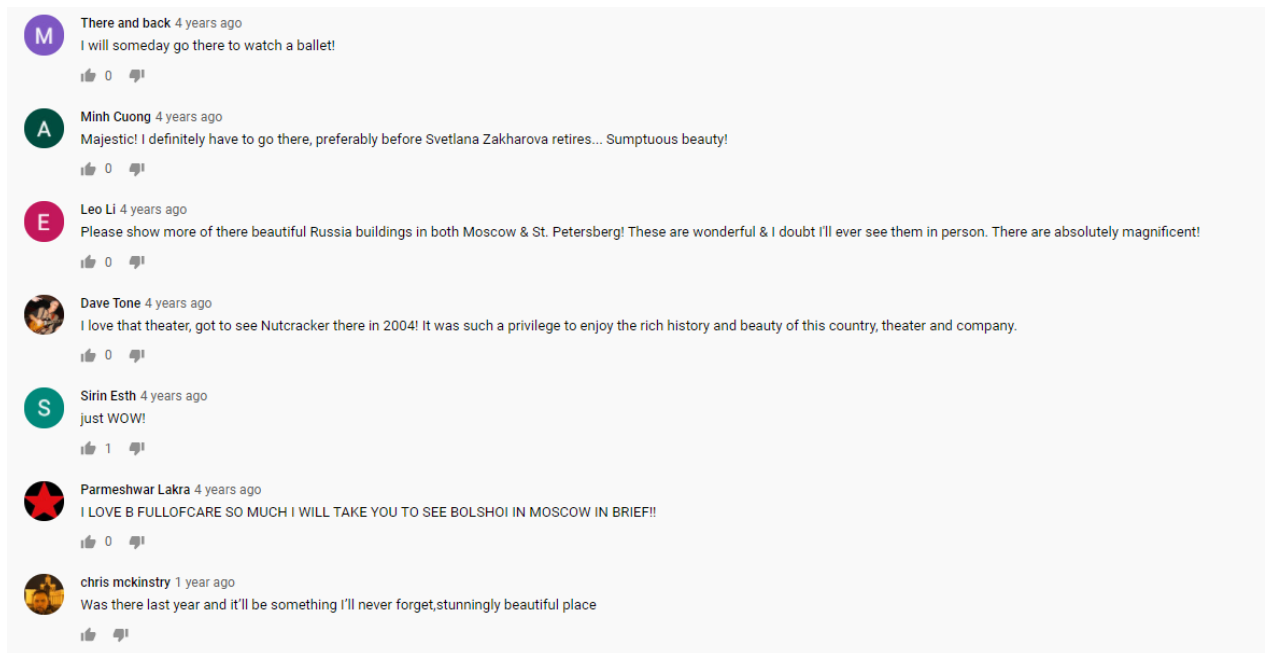 M
There and back 4 years ago
I will someday go there to watch a ballet!
0
A
Minh Cuong 4 years ago
Majestic! I definitely have to go there, preferably before Svetlana Zakharova retires... Sumptuous beauty!
0
E
Leo Li 4 years ago
Please show more of there beautiful Russia buildings in both Moscow & St. Petersberg! These are wonderful & I doubt I'll ever see them in person. There are absolutely magnificent!
0
Dave Tone 4 years ago
I love that theater, got to see Nutcracker there in 2004! It was such a privilege to enjoy the rich history and beauty of this country, theater and company.
0
S
Sirin Esth 4 years ago
just WOW!
1
Parmeshwar Lakra 4 years ago
I LOVE B FULLOFCARE SO MUCH I WILL TAKE YOU TO SEE BOLSHOI IN MOSCOW IN BRIEF!!
0
chris mckinstry 1 year ago
Was there last year and it'll be something I'll never forget,stunningly beautiful place